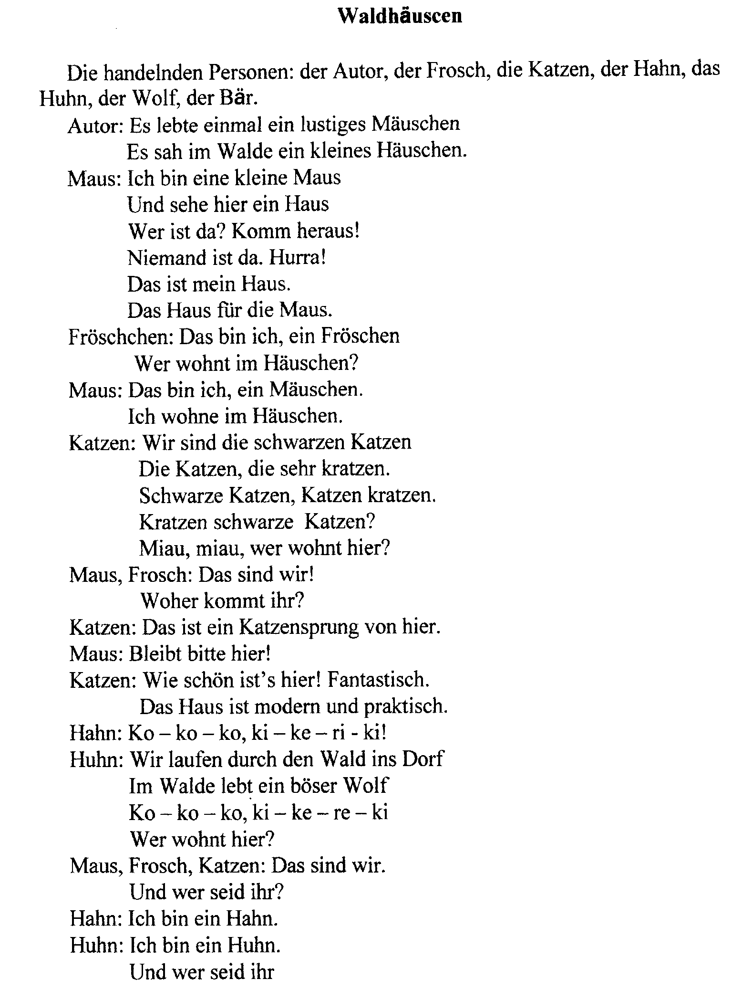 Waldhäuscen
Die handelnden Personen: der Autor, der Frosch, die Katzen, der Hahn, das
Huhn, der Wolf, der Bär.
Autor: Es lebte einmal ein lustiges Mäuschen
Es sah im Walde ein kleines Häuschen.
Maus: Ich bin eine kleine Maus
Und sehe hier ein Haus
Wer ist da? Komm heraus!
Niemand ist da. Hurra!
Das ist mein Haus.
Das Haus für die Maus.
Fröschchen: Das bin ich, ein Fröschen
Wer wohnt im Häuschen?
Maus: Das bin ich, ein Mäuschen.
Ich wohne im Häuschen.
Katzen: Wir sind die schwarzen Katzen
Die Katzen, die sehr kratzen.
Schwarze Katzen, Katzen kratzen.
Kratzen schwarze Katzen?
Miau, miau, wer wohnt hier?
Maus, Frosch: Das sind wir!
Woher kommt ihr?
Katzen: Das ist ein Katzensprung von hier.
Maus: Bleibt bitte hier!
Katzen: Wie schön ist's hier! Fantastisch.
Das Haus ist modern und praktisch.
Hahn: Ko – ko – ko, ki – ke – ri - ki!
Huhn: Wir laufen durch den Wald ins Dorf
Im Walde lebt ein böser Wolf
Ko – ko – ko, ki – ke – re – ki
Wer wohnt hier?
Maus, Frosch, Katzen: Das sind wir.
Und wer seid ihr?
Hahn: Ich bin ein Hahn.
Huhn: Ich bin ein Huhn.
Und wer seid ihr